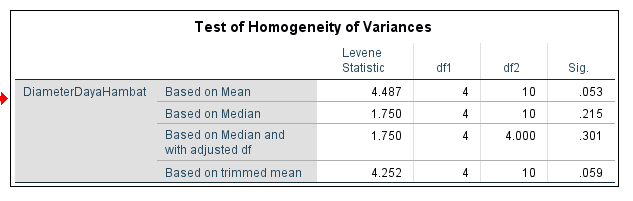 Test of Homogeneity of Variances
Levene
Statistic df1 df2 Sig.
DiameterDayaHambat Based on Mean 4.487 4 10 .053
Based on Median 1.750 4 10 .215
Based on Median and 1.750 4 4.000 .301
with adjusted df
Based on trimmed mean 4.252 4 10 .059